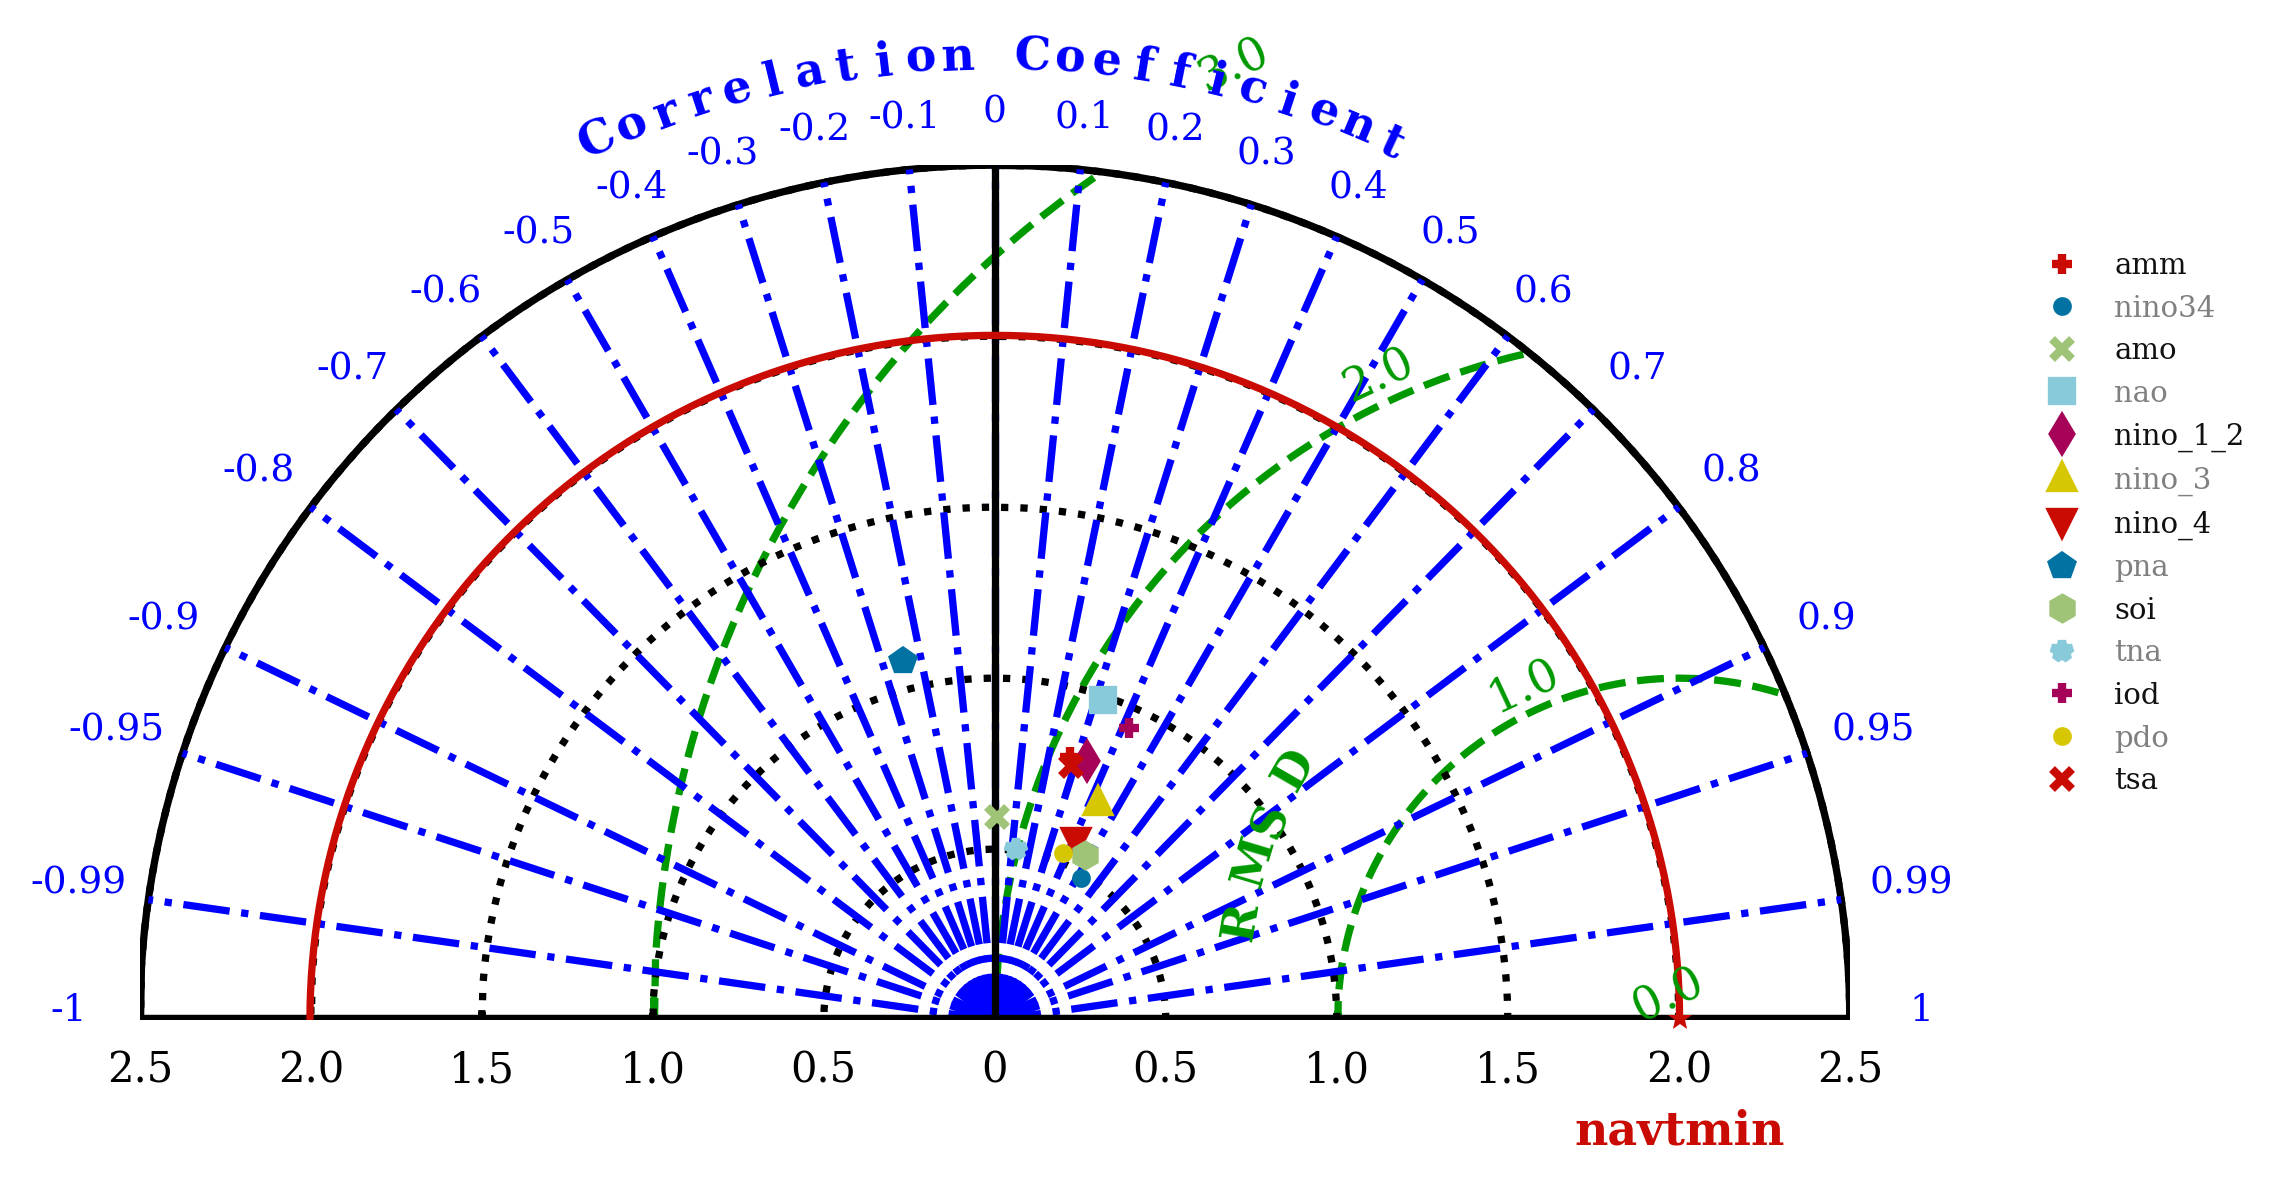 Correlation Coefficient
3.0
-0.4 -0.3 -0.2 -0.1 0 0.1 0.2 0.3 0.4
-0.5 0.5
-0.6 0.6
-0.7 0.7
-0.8 0.8
-0.9 0.9
-0.95 0.95
-0.99 0.99
-1 1
2.0
1.0
RMSD
0.0
2.5 2.0 1.5 1.0 0.5 0 0.5 1.0 1.5 2.0 2.5
navtmin
amm
nino34
amo
nao
nino_1_2
nino_3
nino_4
pna
soi
tna
iod
pdo
tsa